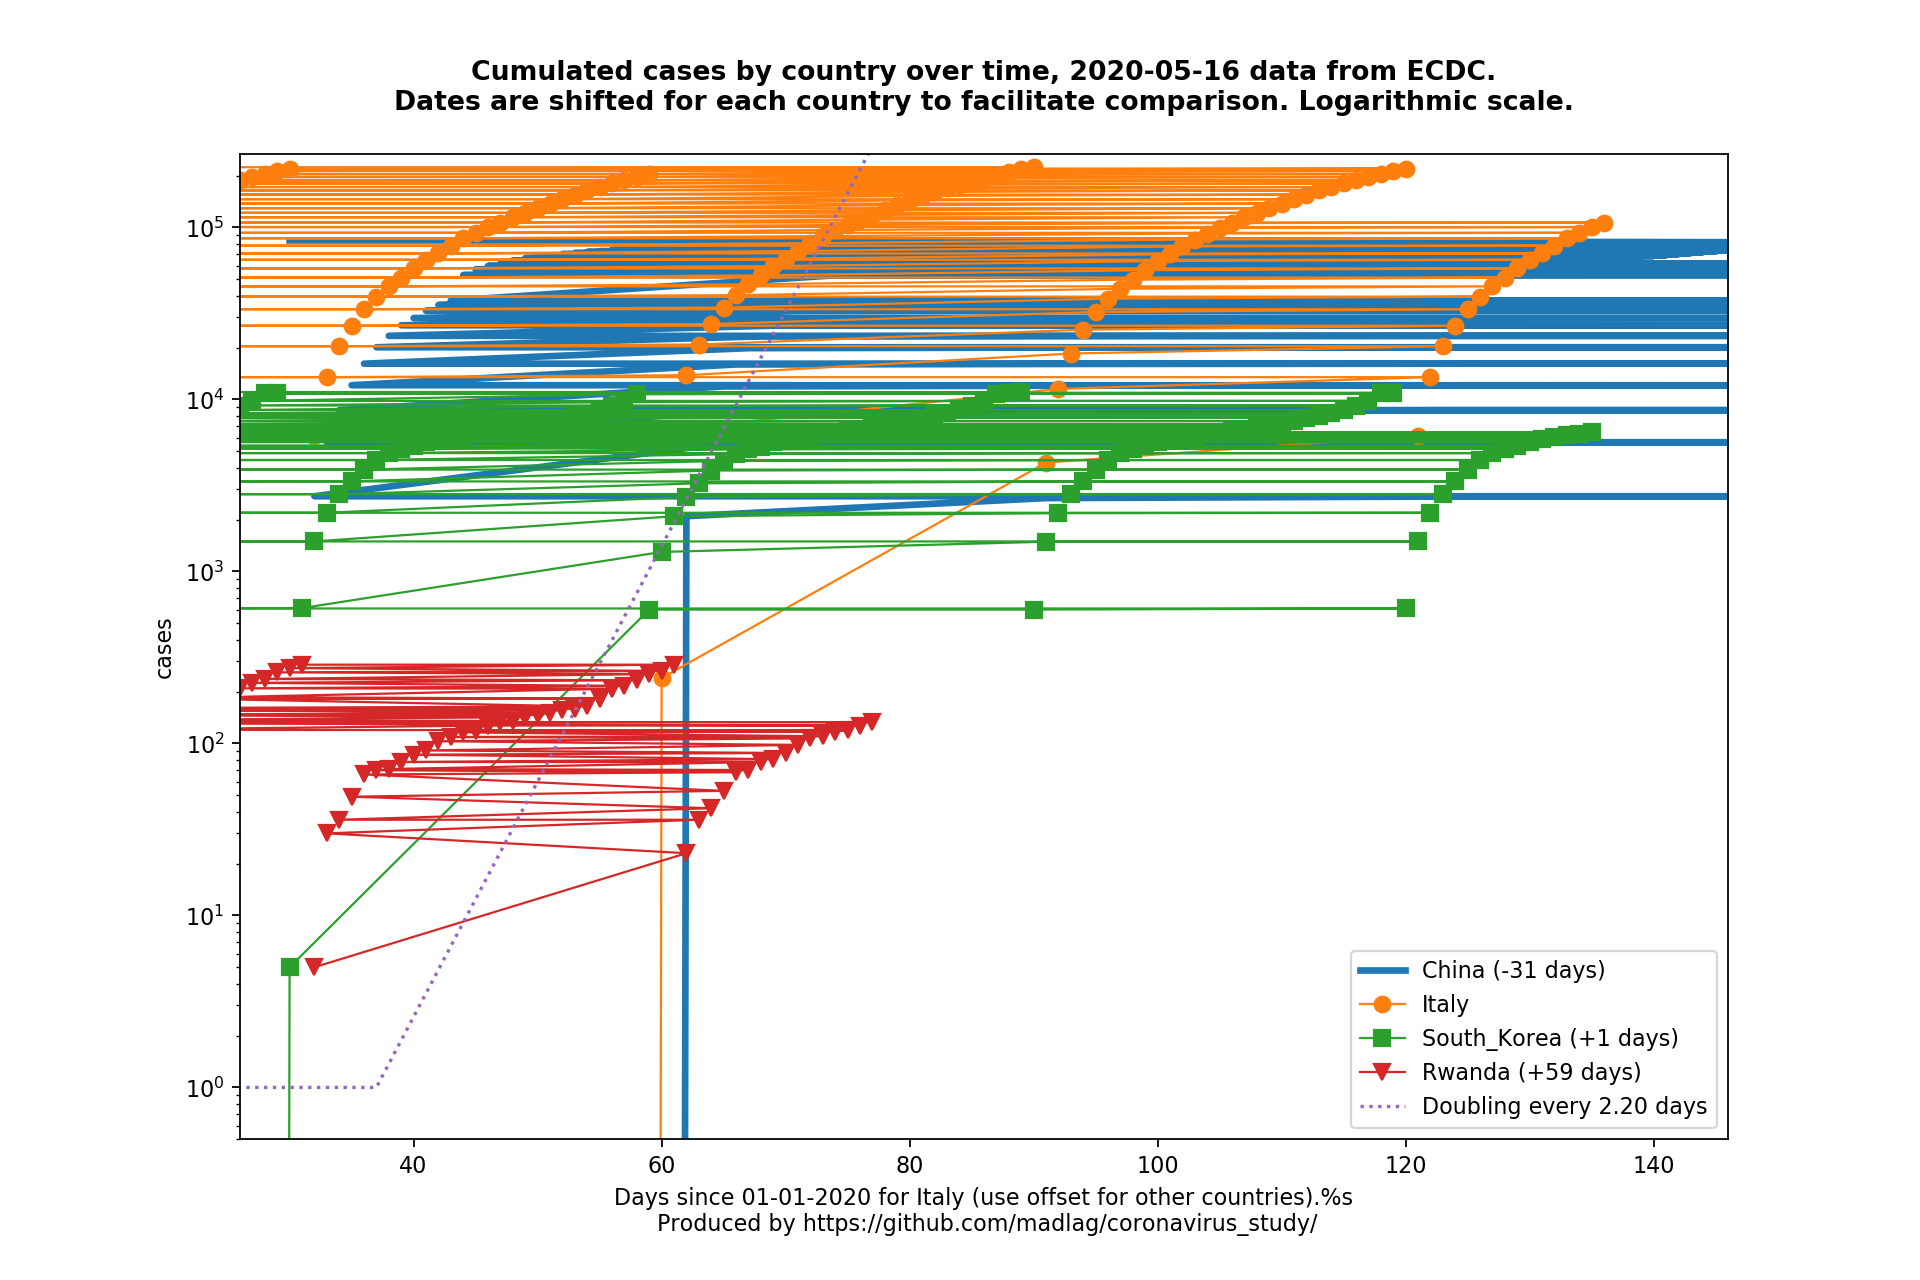 Cumulated cases by country over time, 2020-05-16 data from ECDC.
Dates are shifted for each country to facilitate comparison. Logarithmic scale.
cases
10^5
10^4
10^3
10^2
10^1
10^0
40
60
80
100
120
140
China (-31 days)
Italy
South_Korea (+1 days)
Rwanda (+59 days)
Doubling every 2.20 days
Days since 01-01-2020 for Italy (use offset for other countries).%s
Produced by https://github.com/madlag/coronavirus_study/